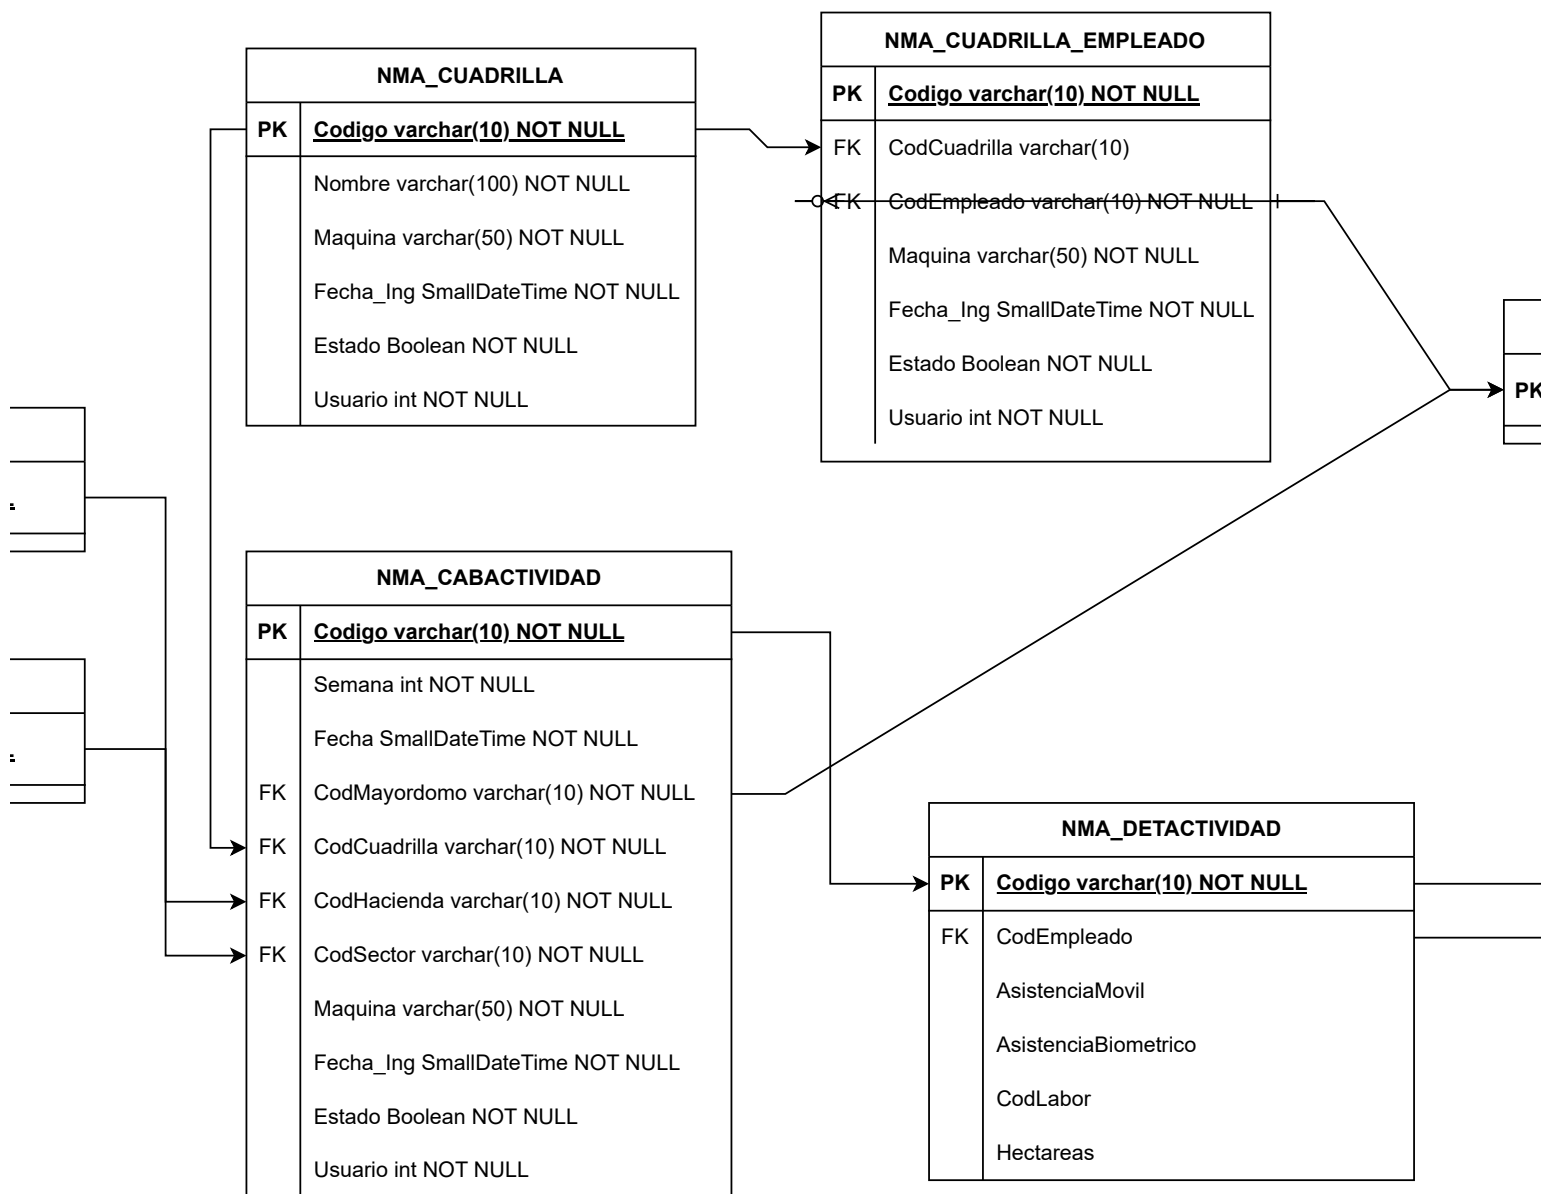 NMA_CUADRILLA
PK Codigo varchar(10) NOT NULL
Nombre varchar(100) NOT NULL
Maquina varchar(50) NOT NULL
Fecha_Ing SmallDateTime NOT NULL
Estado Boolean NOT NULL
Usuario int NOT NULL
NMA_CUADRILLA_EMPLEADO
PK Codigo varchar(10) NOT NULL
FK CodCuadrilla varchar(10)
FK CodEmpleado varchar(10) NOT NULL
Maquina varchar(50) NOT NULL
Fecha_Ing SmallDateTime NOT NULL
Estado Boolean NOT NULL
Usuario int NOT NULL
PK
NMA_CABACTIVIDAD
PK Codigo varchar(10) NOT NULL
Semana int NOT NULL
Fecha SmallDateTime NOT NULL
FK CodMayordomo varchar(10) NOT NULL
FK CodCuadrilla varchar(10) NOT NULL
FK CodHacienda varchar(10) NOT NULL
FK CodSector varchar(10) NOT NULL
Maquina varchar(50) NOT NULL
Fecha_Ing SmallDateTime NOT NULL
Estado Boolean NOT NULL
Usuario int NOT NULL
NMA_DETACTIVIDAD
PK Codigo varchar(10) NOT NULL
FK CodEmpleado
AsistenciaMovil
AsistenciaBiometrico
CodLabor
Hectareas